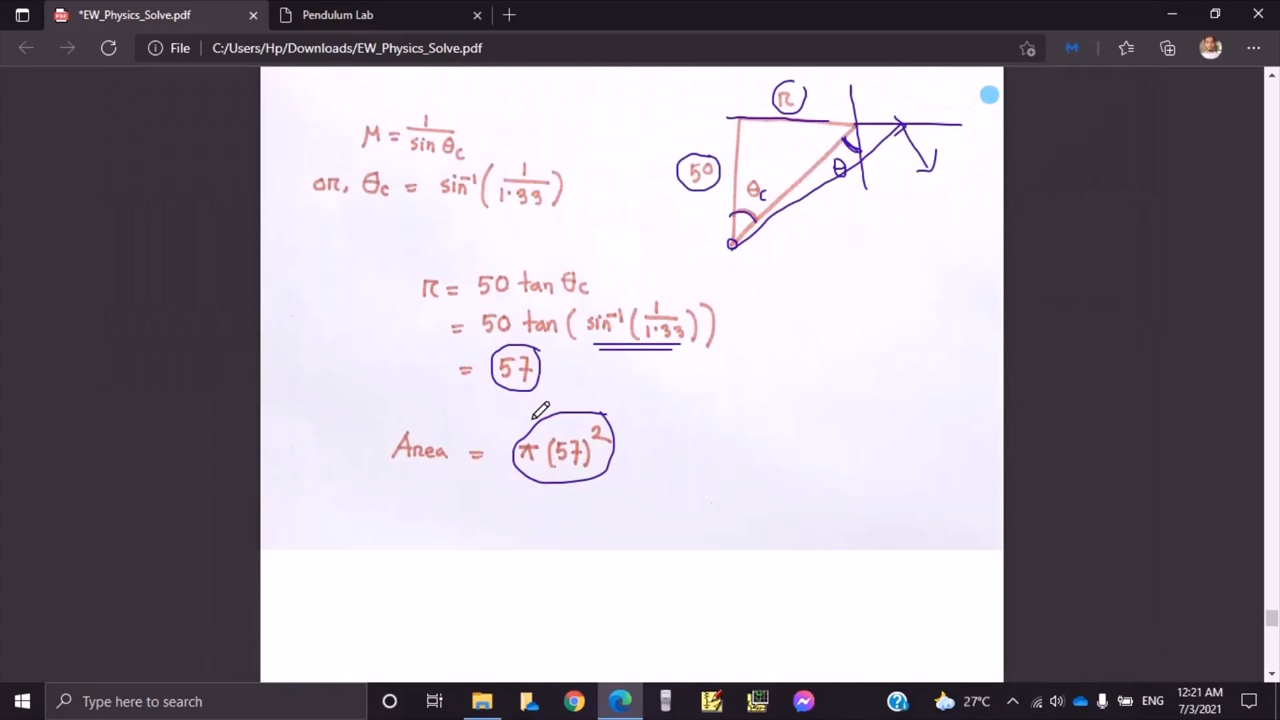 *EW_Physics_Solve.pdf
Pendulum Lab
File C:/Users/Hp/Downloads/EW_Physics_Solve.pdf
μ = 1/sin θc
or, θc = sin⁻¹(1/1.33)
r
50
θc
θ
r = 50 tan θc
= 50 tan(sin⁻¹(1/1.33))
= 57
Area = π(57)²
Type here to search
27°C
ENG
12:21 AM
7/3/2021